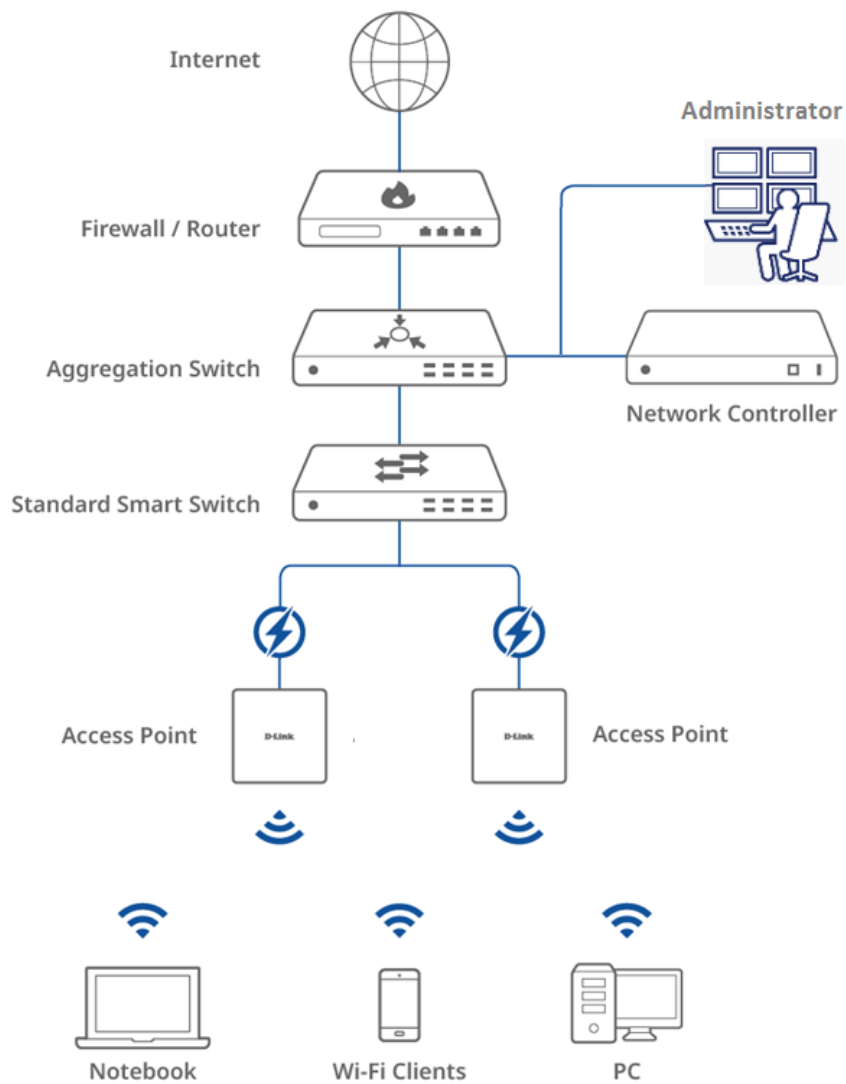 Internet
Administrator
Firewall / Router
Aggregation Switch
Network Controller
Standard Smart Switch
Access Point
D-Link
D-Link
Access Point
Notebook
Wi-Fi Clients
PC